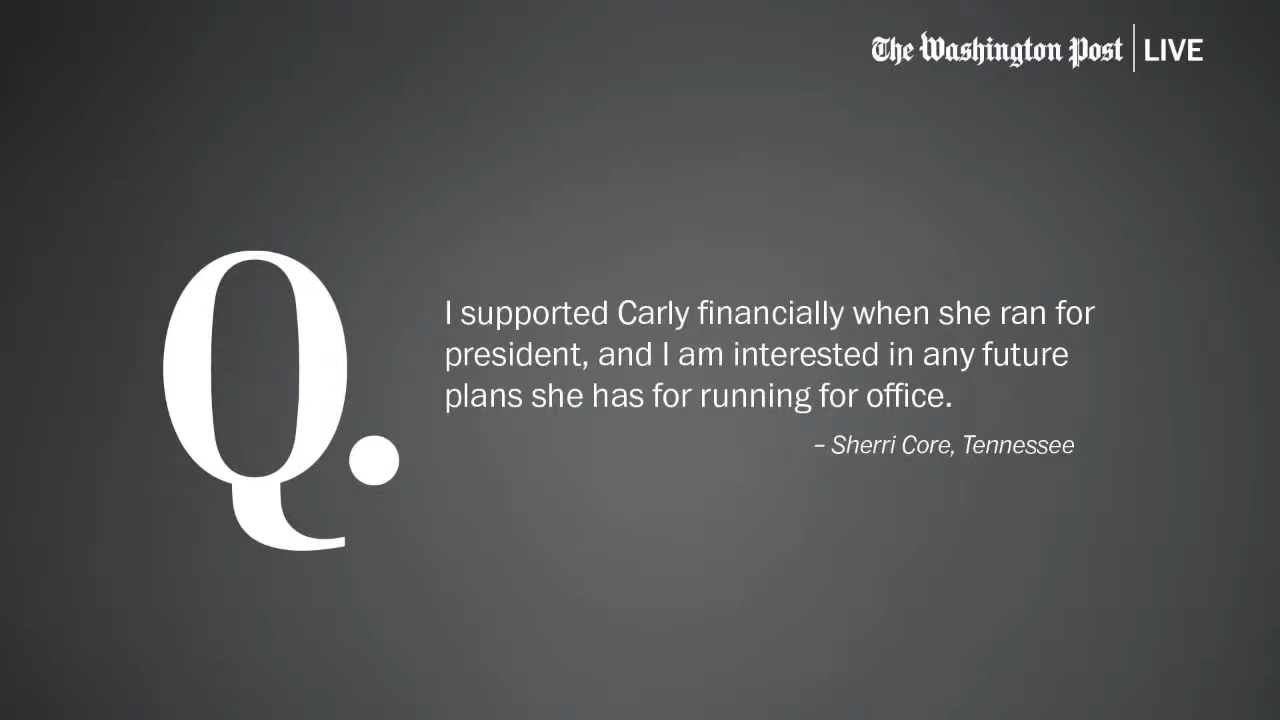 The Washington Post | LIVE
Q.
I supported Carly financially when she ran for
president, and I am interested in any future
plans she has for running for office.
– Sherri Core, Tennessee